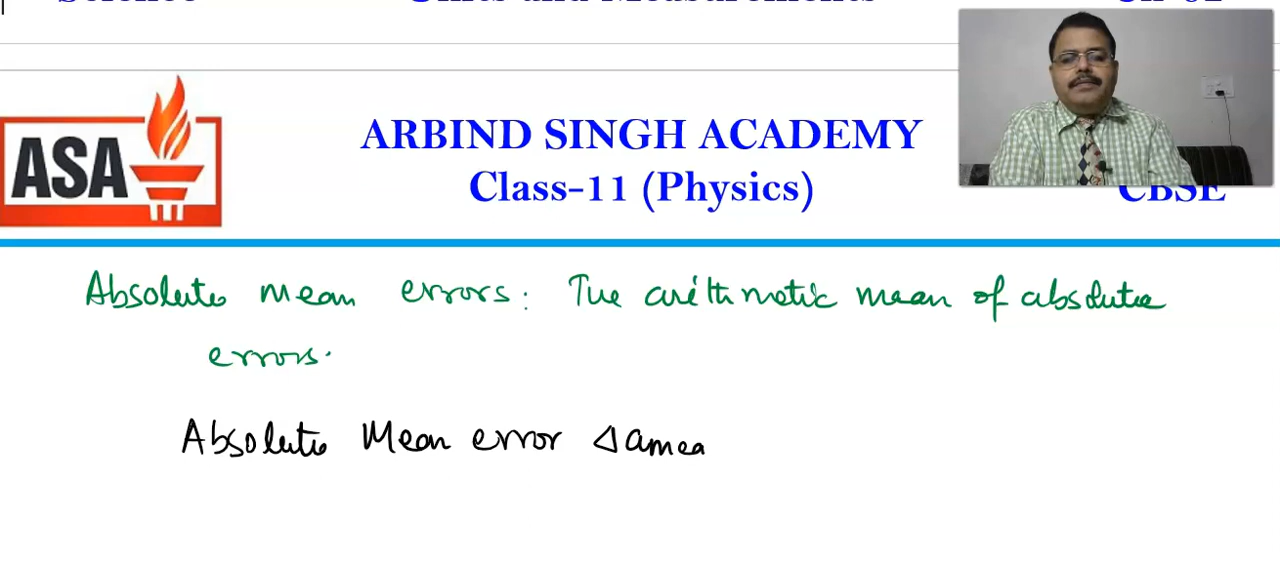 ASA
ARBIND SINGH ACADEMY
Class-11 (Physics)
CBSE
Absolute mean errors: The arithmetic mean of absolute
errors.
Absolute Mean error Δamea